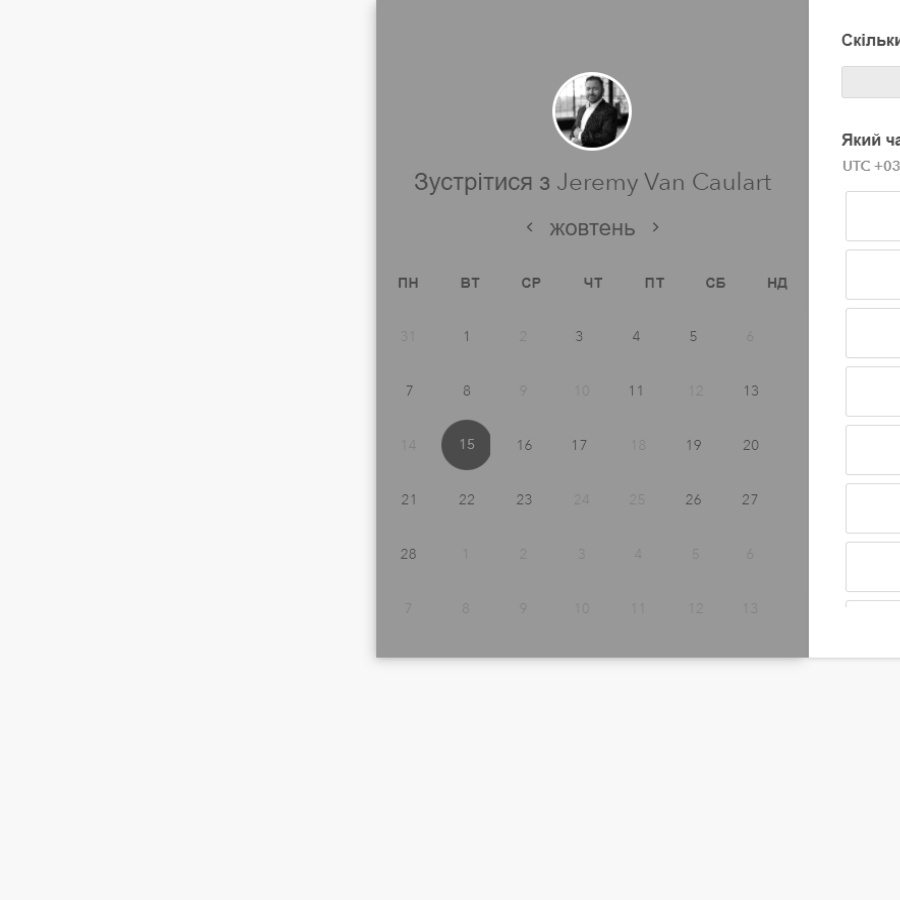 Зустрітися з Jeremy Van Caulart
жовтень
ПН ВТ СР ЧТ ПТ СБ НД
31 1 2 3 4 5 6
7 8 9 10 11 12 13
14 15 16 17 18 19 20
21 22 23 24 25 26 27
28 1 2 3 4 5 6
7 8 9 10 11 12 13
Скільки
Який ча
UTC +03